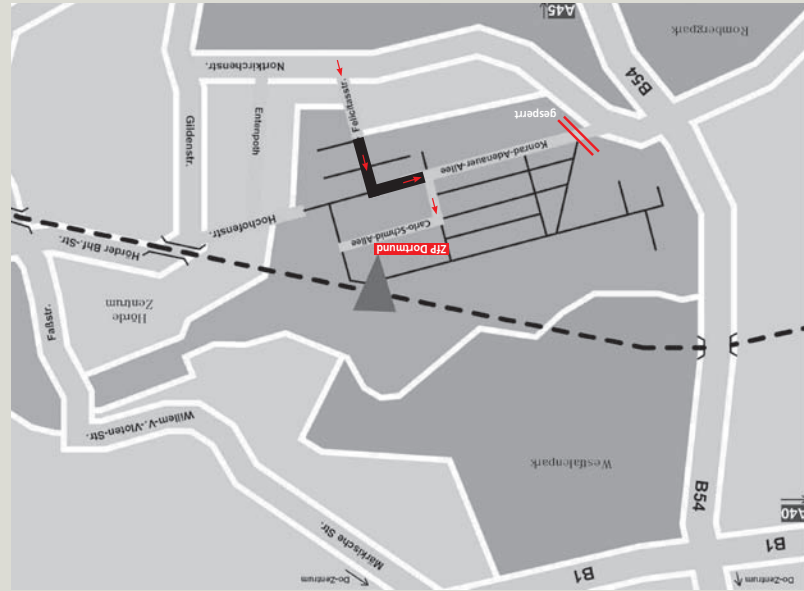 Do-Zentrum
B1
B1
Do-Zentrum
A40
Märkische Str.
B54
Westfalenpark
Willem-V.-Vloten-Str.
Faßstr.
Hörde
Zentrum
Hörder Bhf.-Str.
ZfP Dortmund
Carlo-Schmid-Allee
Hochofenstr.
Konrad-Adenauer-Allee
gesperrt
Gildenstr.
Entenpoth
Felicitasstr.
Nortkirchenstr.
B54
Rombergpark
A45